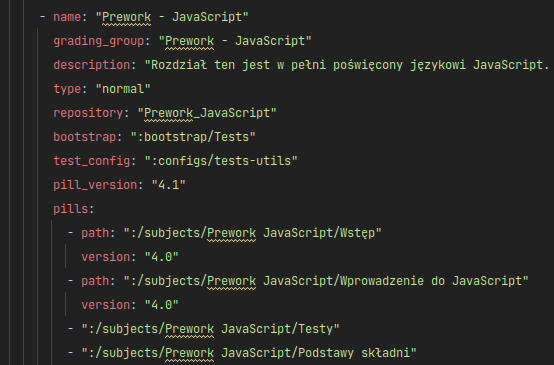 - name: "Prework - JavaScript"
grading_group: "Prework - JavaScript"
description: "Rozdział ten jest w pełni poświęcony językowi JavaScript.
type: "normal"
repository: "Prework_JavaScript"
bootstrap: ":bootstrap/Tests"
test_config: ":configs/tests-utils"
pill_version: "4.1"
pills:
- path: ":/subjects/Prework JavaScript/Wstęp"
version: "4.0"
- path: ":/subjects/Prework JavaScript/Wprowadzenie do JavaScript"
version: "4.0"
- ":/subjects/Prework JavaScript/Testy"
- ":/subjects/Prework JavaScript/Podstawy składni"